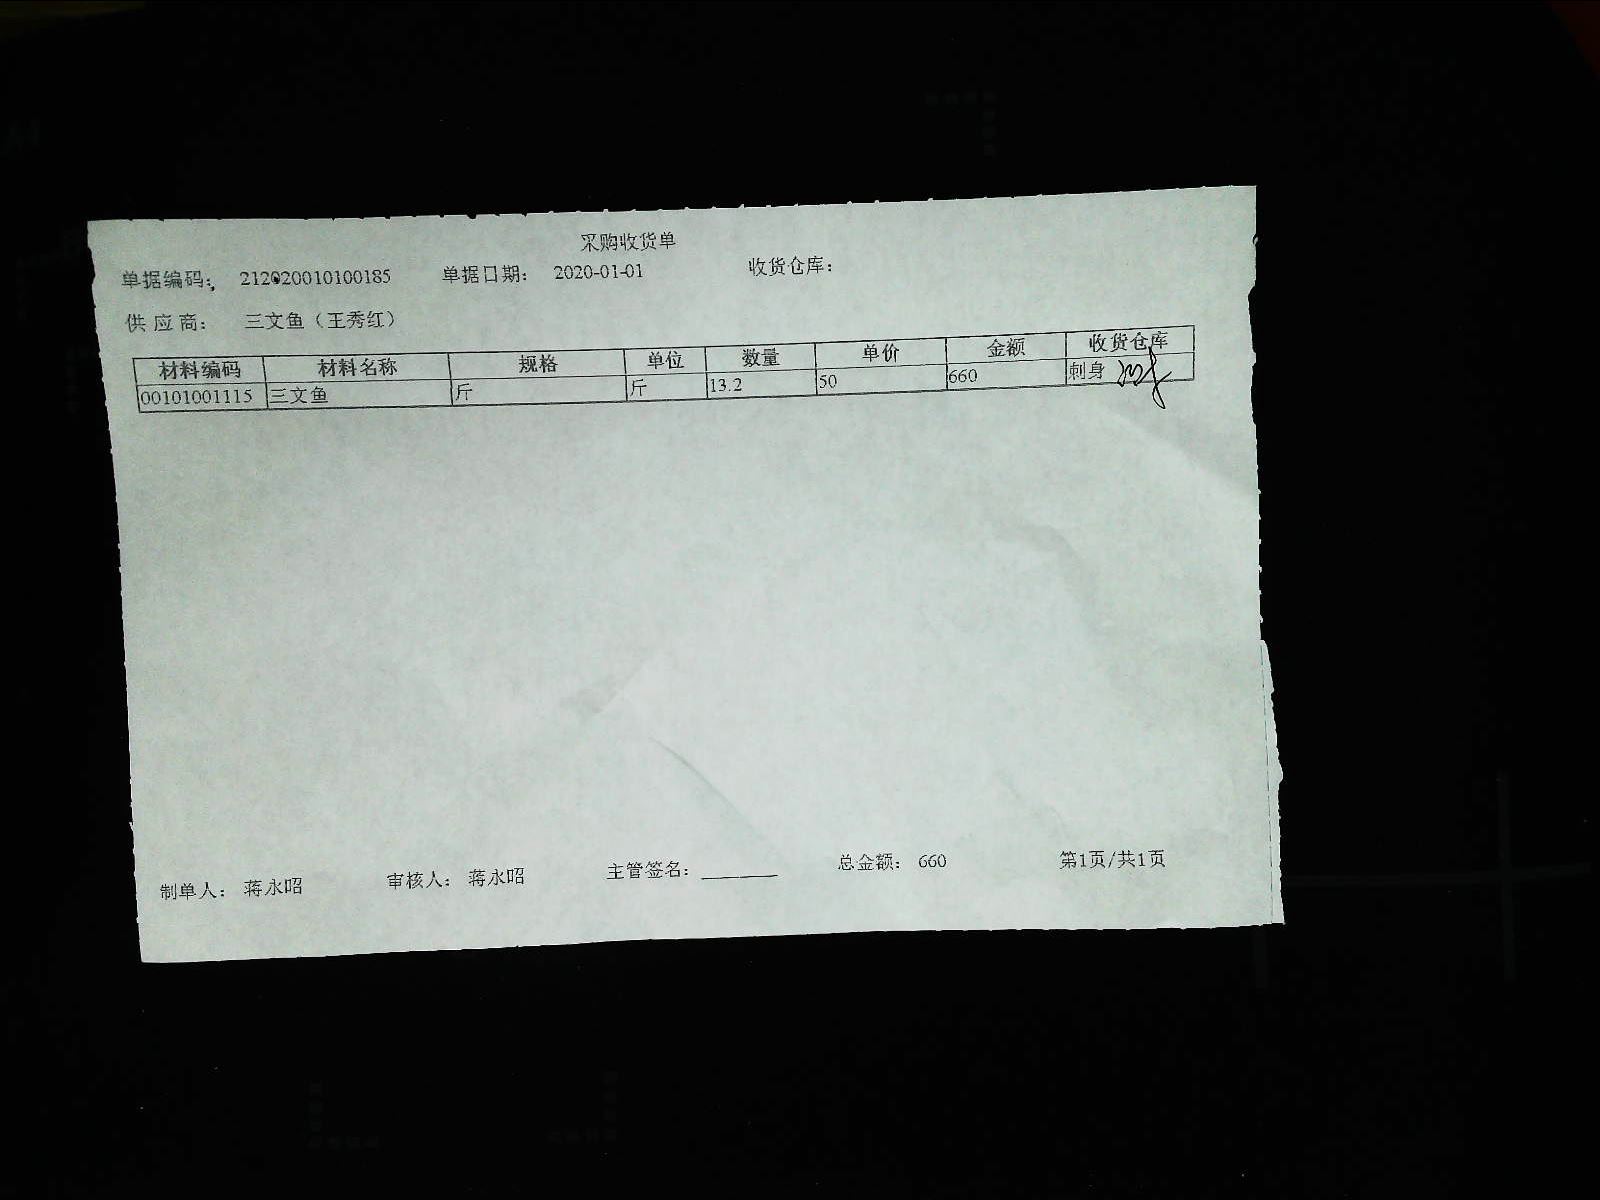 采购收货单
单据编码： 212020010100185 单据日期： 2020-01-01 收货仓库：
供 应 商： 三文鱼（王秀红）
材料编码 材料名称 规格 单位 数量 单价 金额 收货仓库
00101001115 三文鱼 斤 斤 13.2 50 660 刺身
制单人： 蒋永昭 审核人： 蒋永昭 主管签名：________ 总金额： 660 第1页/共1页